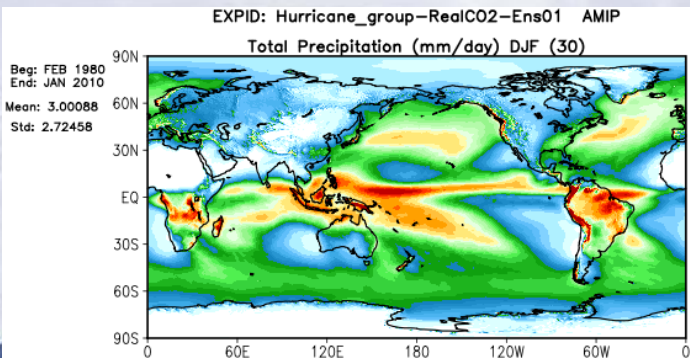 EXPID: Hurricane_group-RealCO2-Ens01 AMIP
Total Precipitation (mm/day) DJF (30)
Beg: FEB 1980
End: JAN 2010
Mean: 3.00088
Std: 2.72458
90N
60N
30N
EQ
30S
60S
90S
0 60E 120E 180 120W 60W 0